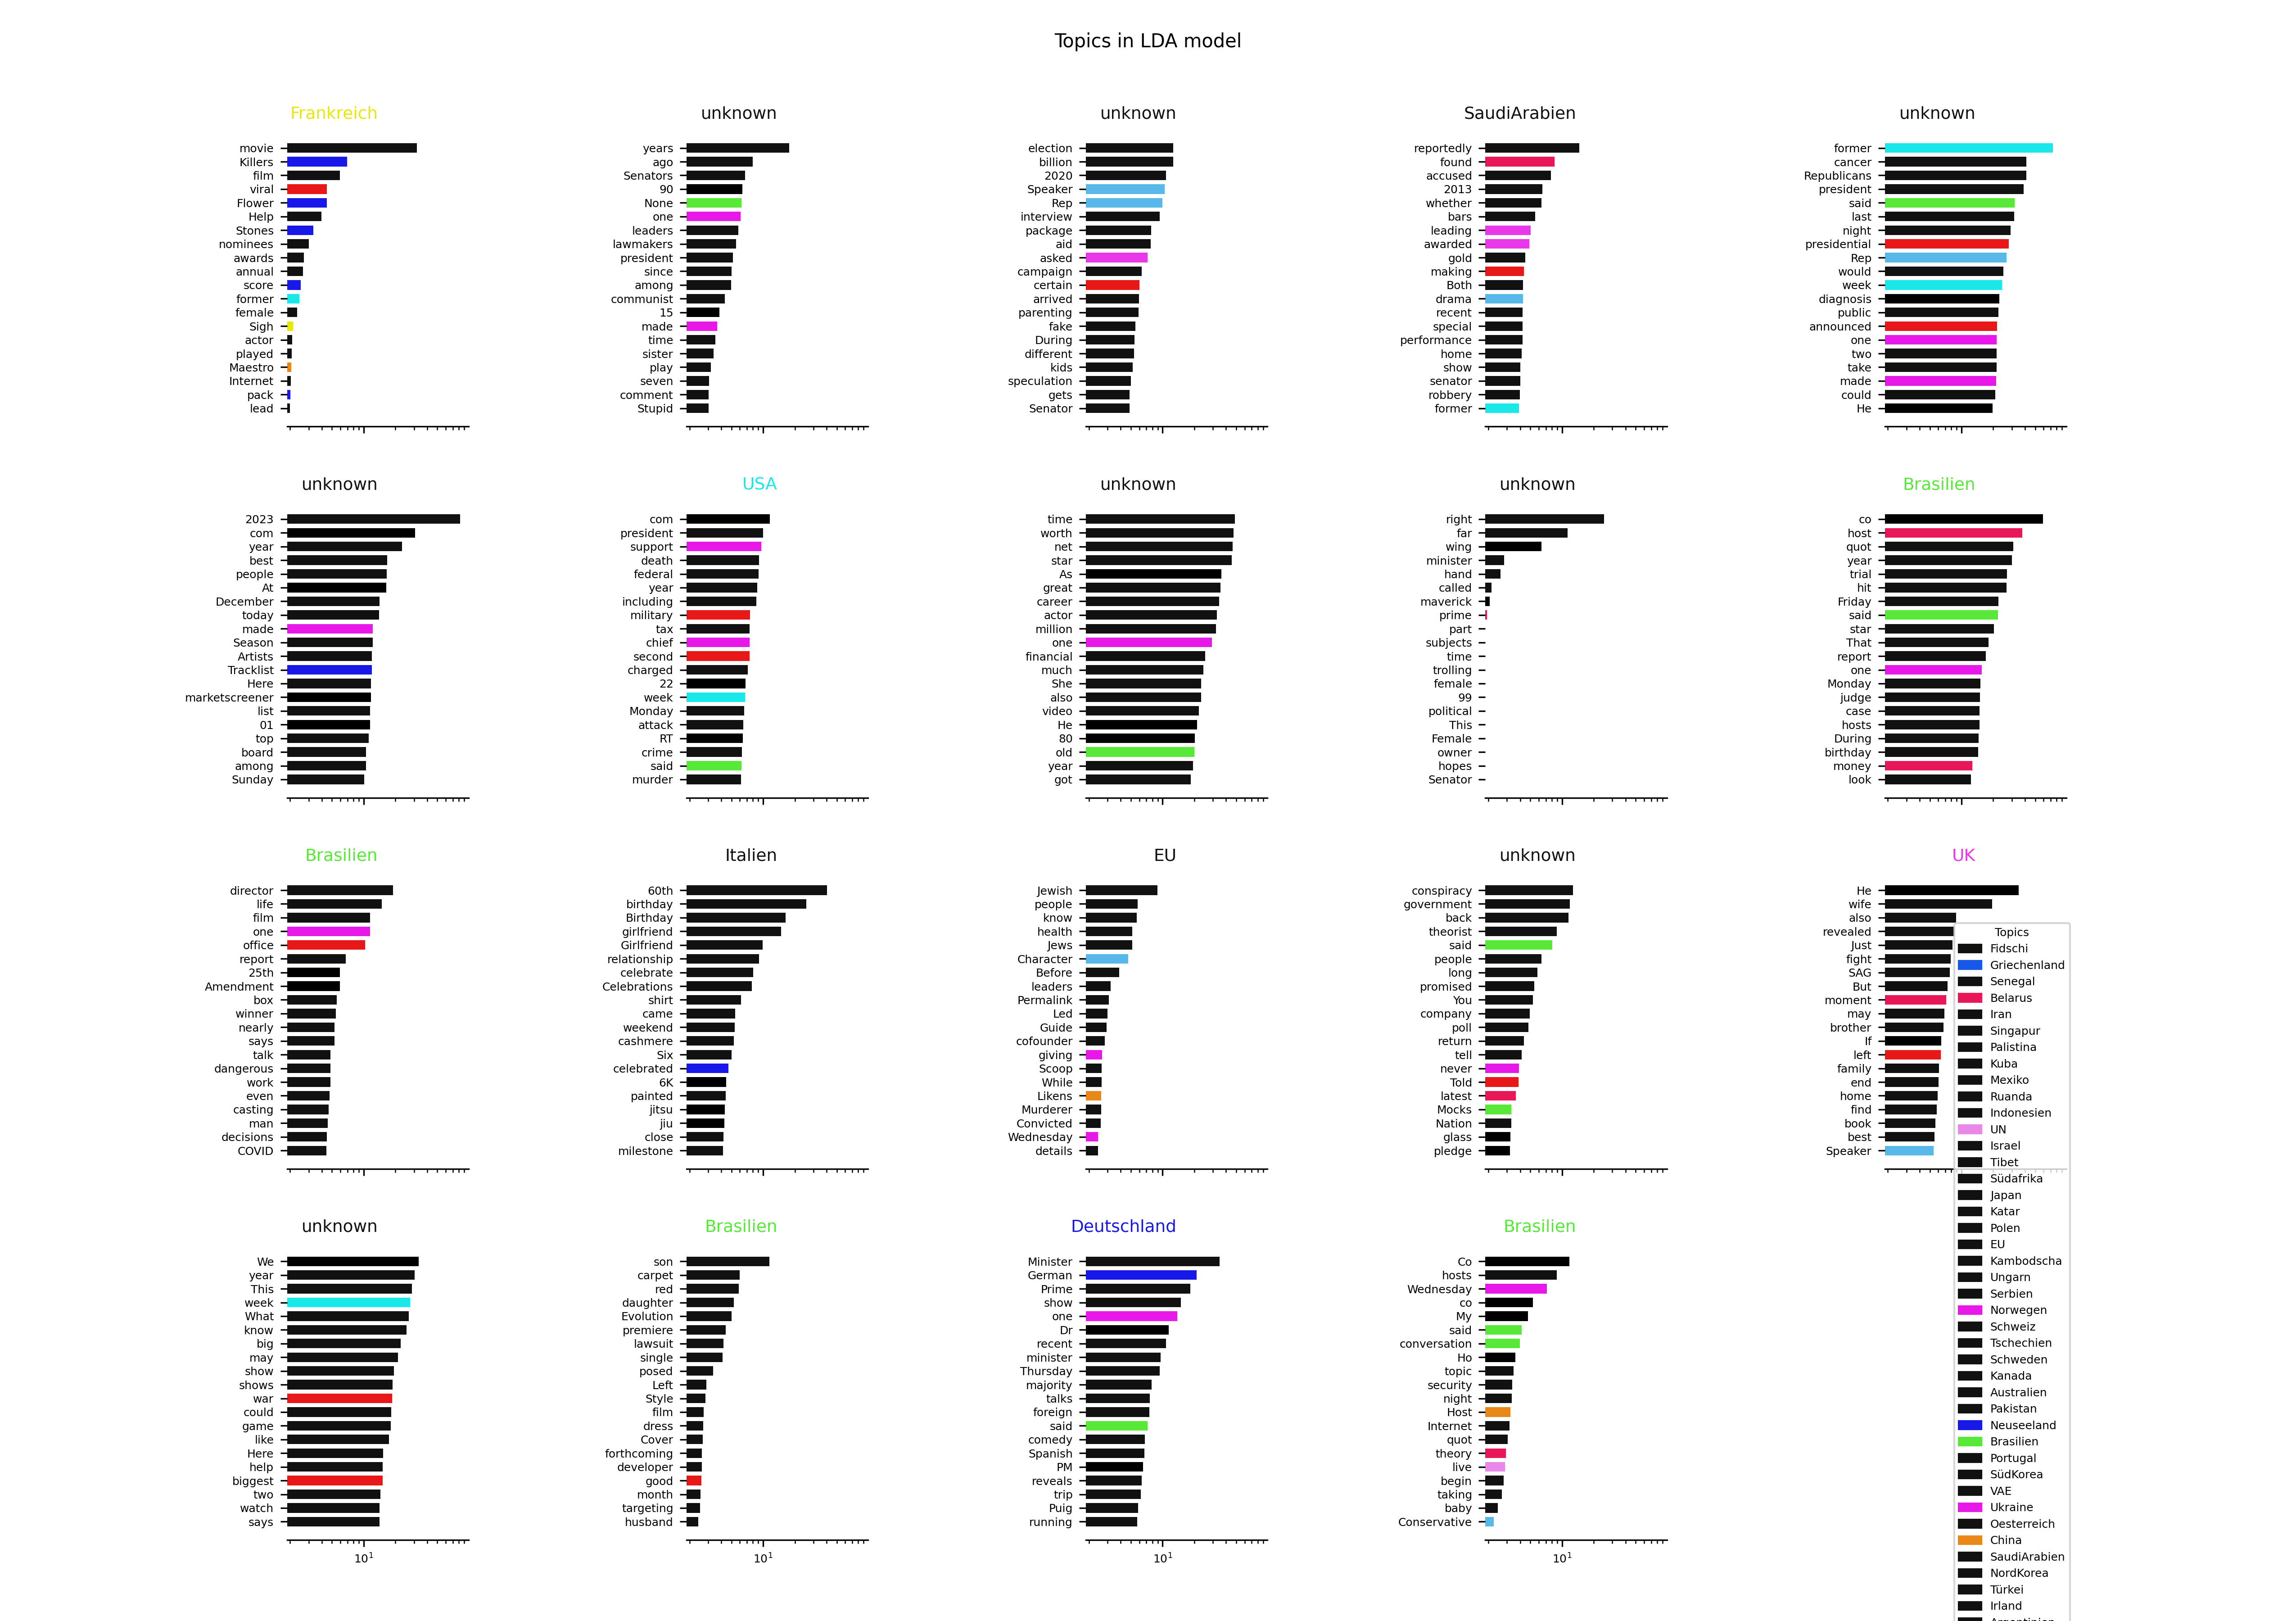 Topics in LDA model
Frankreich
movie
Killers
film
viral
Flower
Help
Stones
nominees
awards
annual
score
former
female
Sigh
actor
played
Maestro
Internet
pack
lead
unknown
years
ago
Senators
90
None
one
leaders
lawmakers
president
since
among
communist
15
made
time
sister
play
seven
comment
Stupid
unknown
election
billion
2020
Speaker
Rep
interview
package
aid
asked
campaign
certain
arrived
parenting
fake
During
different
kids
speculation
gets
Senator
SaudiArabien
reportedly
found
accused
2013
whether
bars
leading
awarded
gold
making
Both
drama
recent
special
performance
home
show
senator
robbery
former
unknown
former
cancer
Republicans
president
said
last
night
presidential
Rep
would
week
diagnosis
public
announced
one
two
take
made
could
He
unknown
2023
com
year
best
people
At
December
today
made
Season
Artists
Tracklist
Here
marketscreener
list
01
top
board
among
Sunday
USA
com
president
support
death
federal
year
including
military
tax
chief
second
charged
22
week
Monday
attack
RT
crime
said
murder
unknown
time
worth
net
star
As
great
career
actor
million
one
financial
much
She
also
video
He
80
old
year
got
unknown
right
far
wing
minister
hand
called
maverick
prime
part
subjects
time
trolling
female
99
political
This
Female
owner
hopes
Senator
Brasilien
co
host
quot
year
trial
hit
Friday
said
star
That
report
one
Monday
judge
case
hosts
During
birthday
money
look
Brasilien
director
life
film
one
office
report
25th
Amendment
box
winner
nearly
says
talk
dangerous
work
even
casting
man
decisions
COVID
Italien
60th
birthday
Birthday
girlfriend
Girlfriend
relationship
celebrate
Celebrations
shirt
came
weekend
cashmere
Six
celebrated
6K
painted
jitsu
jiu
close
milestone
EU
Jewish
people
know
health
Jews
Character
Before
leaders
Permalink
Led
Guide
cofounder
giving
Scoop
While
Likens
Murderer
Convicted
Wednesday
details
unknown
conspiracy
government
back
theorist
said
people
long
promised
You
company
poll
return
tell
never
Told
latest
Mocks
Nation
glass
pledge
UK
He
wife
also
revealed
Just
fight
SAG
But
moment
may
brother
If
left
family
end
home
find
book
best
Speaker
unknown
We
year
This
week
What
know
big
may
show
shows
war
could
game
like
Here
help
biggest
two
watch
says
10¹
Brasilien
son
carpet
red
daughter
Evolution
premiere
lawsuit
single
posed
Left
Style
film
dress
Cover
forthcoming
developer
good
month
targeting
husband
10¹
Deutschland
Minister
German
Prime
show
one
Dr
recent
minister
Thursday
majority
talks
foreign
said
comedy
Spanish
PM
reveals
trip
Puig
running
10¹
Brasilien
Co
hosts
Wednesday
co
My
said
conversation
Ho
topic
security
night
Host
Internet
quot
theory
live
begin
taking
baby
Conservative
10¹
Topics
Fidschi
Griechenland
Senegal
Belarus
Iran
Singapur
Palistina
Kuba
Mexiko
Ruanda
Indonesien
UN
Israel
Tibet
Südafrika
Japan
Katar
Polen
EU
Kambodscha
Ungarn
Serbien
Norwegen
Schweiz
Tschechien
Schweden
Kanada
Australien
Pakistan
Neuseeland
Brasilien
Portugal
SüdKorea
VAE
Ukraine
Oesterreich
China
SaudiArabien
NordKorea
Türkei
Irland